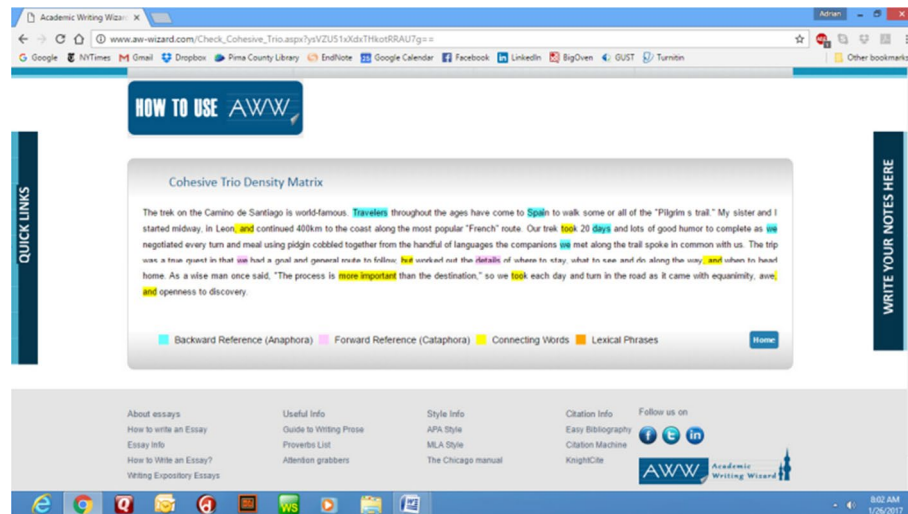 Academic Writing Wizar
Adrian
www.aw-wizard.com/Check_Cohesive_Trio.aspx?ysVZU51xXdxTHkotRRAU7g==
Google NYTimes Gmail Dropbox Pima County Library EndNote Google Calendar Facebook LinkedIn BigOven GUST Turnitin Other bookmarks
HOW TO USE AWW
QUICK LINKS
WRITE YOUR NOTES HERE
Cohesive Trio Density Matrix
The trek on the Camino de Santiago is world-famous. Travelers throughout the ages have come to Spain to walk some or all of the "Pilgrim s trail." My sister and I
started midway, in Leon, and continued 400km to the coast along the most popular "French" route. Our trek took 20 days and lots of good humor to complete as we
negotiated every turn and meal using pidgin cobbled together from the handful of languages the companions we met along the trail spoke in common with us. The trip
was a true quest in that we had a goal and general route to follow, but worked out the details of where to stay, what to see and do along the way, and when to head
home. As a wise man once said, "The process is more important than the destination," so we took each day and turn in the road as it came with equanimity, awe,
and openness to discovery.
Backward Reference (Anaphora) Forward Reference (Cataphora) Connecting Words Lexical Phrases Home
About essays Useful Info Style Info Citation Info Follow us on
How to write an Essay Guide to Writing Prose APA Style Easy Bibliography
Essay Info Proverbs List MLA Style Citation Machine
How to Write an Essay? Attention grabbers The Chicago manual KnightCite
Writing Expository Essays
AWW Academic Writing Wizard
8:02 AM
1/26/2017